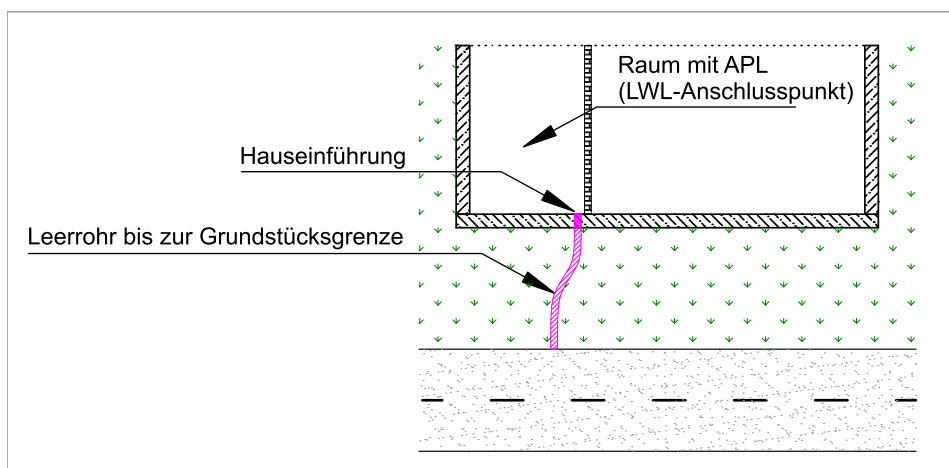 Raum mit APL
(LWL-Anschlusspunkt)
Hauseinführung
Leerrohr bis zur Grundstücksgrenze